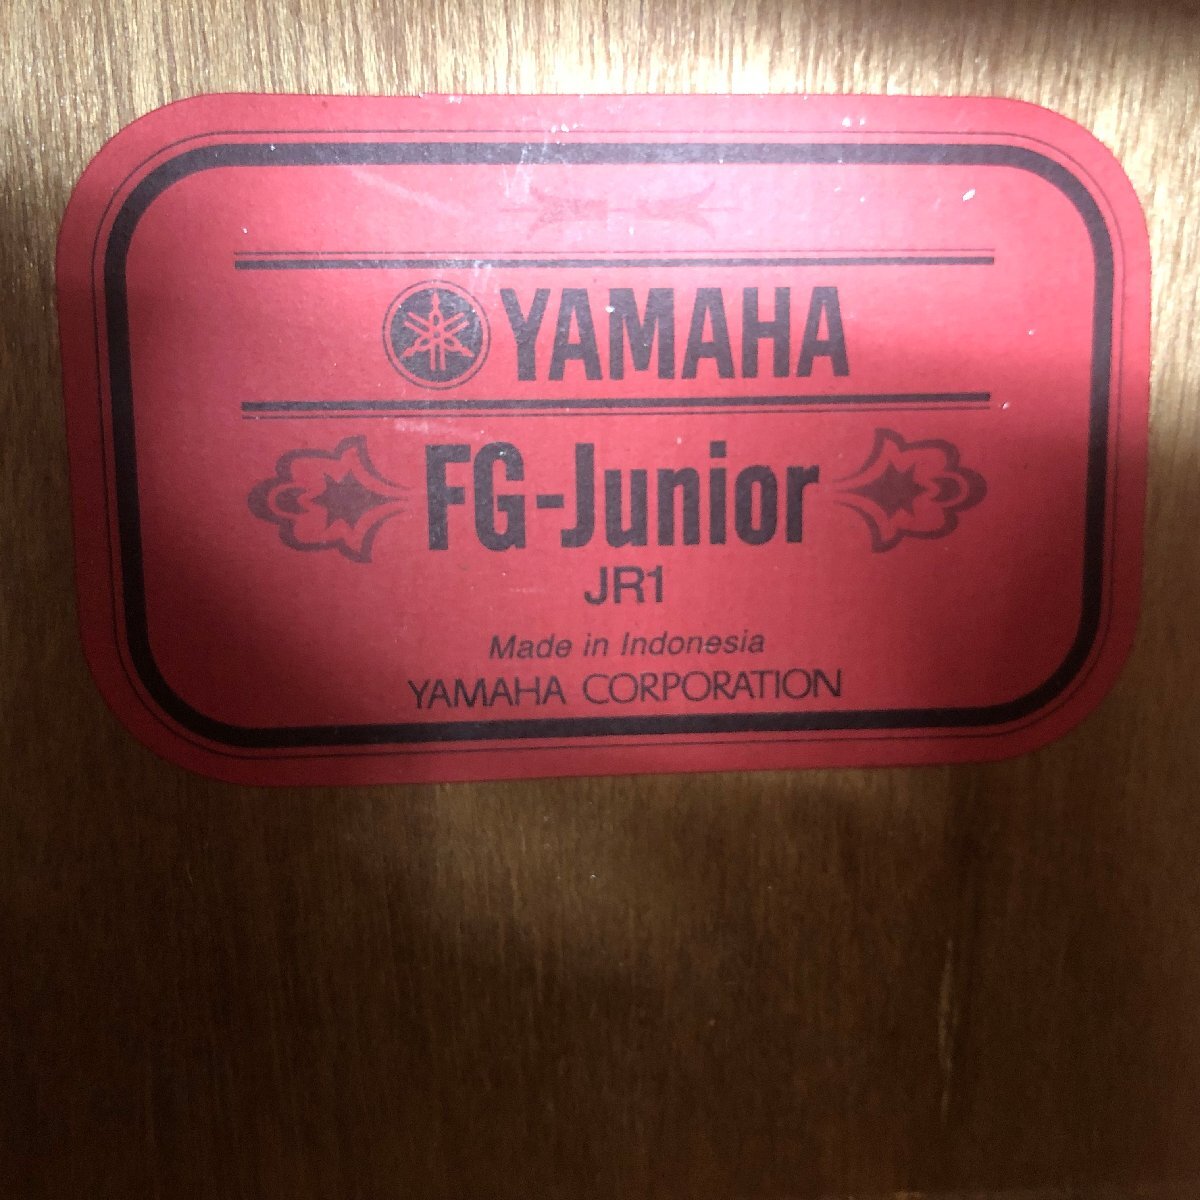 YAMAHA
FG-Junior
JR1
Made in Indonesia
YAMAHA CORPORATION